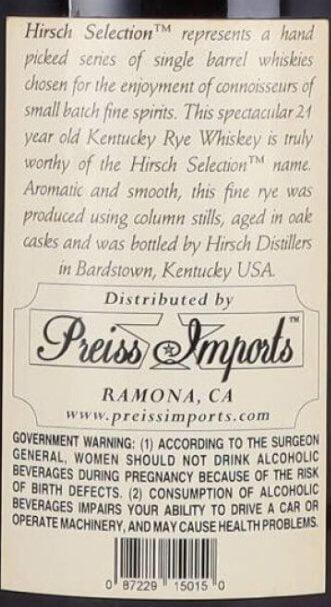 Hirsch Selection™ represents a hand
picked series of single barrel whiskies
chosen for the enjoyment of connoisseurs of
small batch fine spirits. This spectacular 21
year old Kentucky Rye Whiskey is truly
worthy of the Hirsch Selection™ name.
Aromatic and smooth, this fine rye was
produced using column stills, aged in oak
casks and was bottled by Hirsch Distillers
in Bardstown, Kentucky USA.
Distributed by
Preiss Imports™
RAMONA, CA
www.preissimports.com
GOVERNMENT WARNING: (1) ACCORDING TO THE SURGEON
GENERAL, WOMEN SHOULD NOT DRINK ALCOHOLIC
BEVERAGES DURING PREGNANCY BECAUSE OF THE RISK
OF BIRTH DEFECTS. (2) CONSUMPTION OF ALCOHOLIC
BEVERAGES IMPAIRS YOUR ABILITY TO DRIVE A CAR OR
OPERATE MACHINERY, AND MAY CAUSE HEALTH PROBLEMS.
0 87229 15015 0